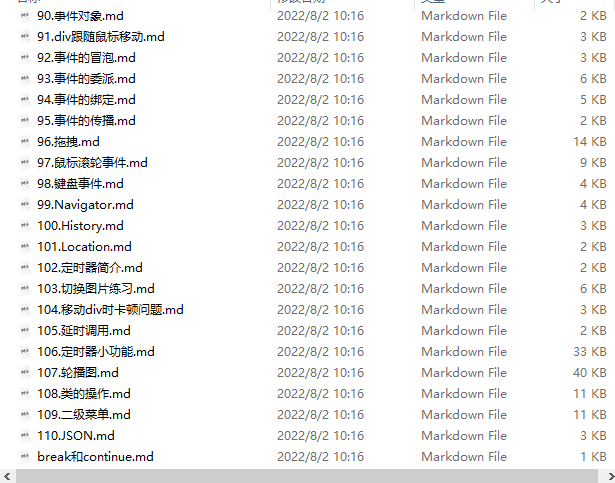 90.事件对象.md 2022/8/2 10:16 Markdown File 2 KB
91.div跟随鼠标移动.md 2022/8/2 10:16 Markdown File 3 KB
92.事件的冒泡.md 2022/8/2 10:16 Markdown File 3 KB
93.事件的委派.md 2022/8/2 10:16 Markdown File 6 KB
94.事件的绑定.md 2022/8/2 10:16 Markdown File 5 KB
95.事件的传播.md 2022/8/2 10:16 Markdown File 2 KB
96.拖拽.md 2022/8/2 10:16 Markdown File 14 KB
97.鼠标滚轮事件.md 2022/8/2 10:16 Markdown File 9 KB
98.键盘事件.md 2022/8/2 10:16 Markdown File 4 KB
99.Navigator.md 2022/8/2 10:16 Markdown File 4 KB
100.History.md 2022/8/2 10:16 Markdown File 3 KB
101.Location.md 2022/8/2 10:16 Markdown File 2 KB
102.定时器简介.md 2022/8/2 10:16 Markdown File 2 KB
103.切换图片练习.md 2022/8/2 10:16 Markdown File 6 KB
104.移动div时卡顿问题.md 2022/8/2 10:16 Markdown File 3 KB
105.延时调用.md 2022/8/2 10:16 Markdown File 2 KB
106.定时器小功能.md 2022/8/2 10:16 Markdown File 33 KB
107.轮播图.md 2022/8/2 10:16 Markdown File 40 KB
108.类的操作.md 2022/8/2 10:16 Markdown File 11 KB
109.二级菜单.md 2022/8/2 10:16 Markdown File 11 KB
110.JSON.md 2022/8/2 10:16 Markdown File 3 KB
break和continue.md 2022/8/2 10:16 Markdown File 1 KB